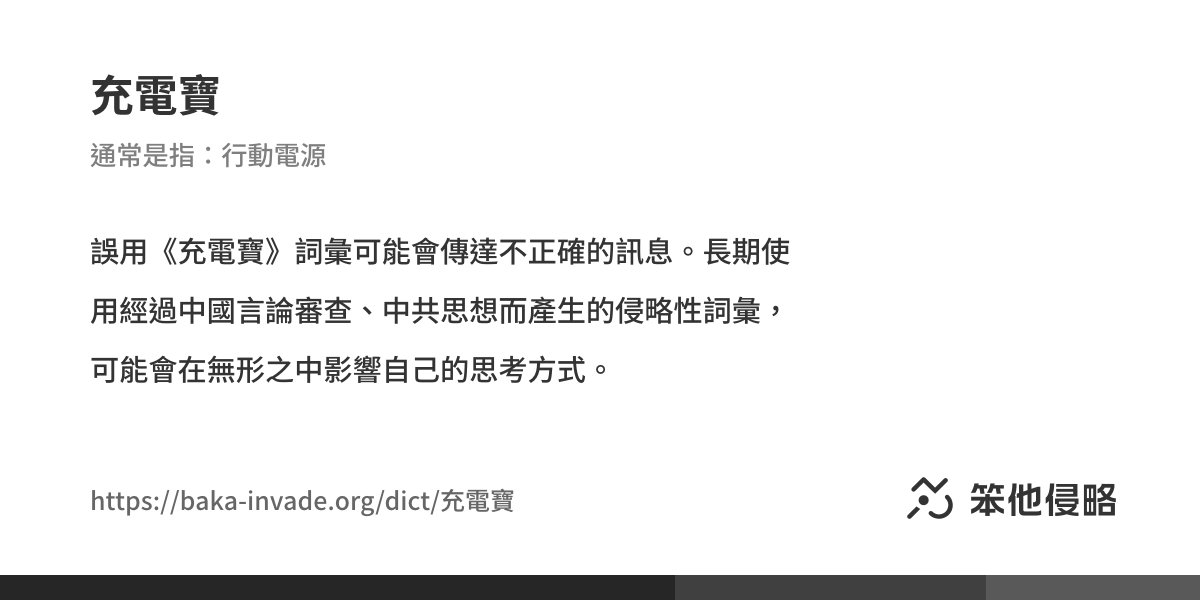 充電寶
通常是指：行動電源
誤用《充電寶》詞彙可能會傳達不正確的訊息。長期使
用經過中國言論審查、中共思想而產生的侵略性詞彙，
可能會在無形之中影響自己的思考方式。
https://baka-invade.org/dict/充電寶
笨他侵略